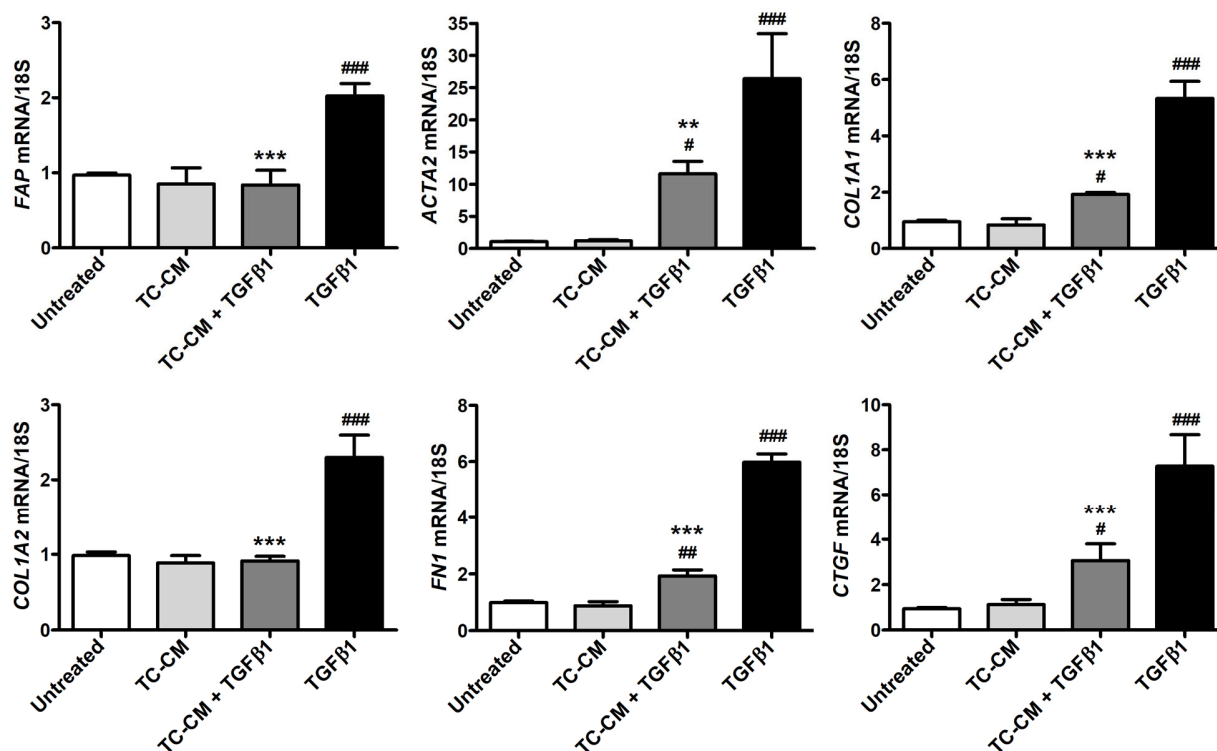 FAP mRNA/18S
3
2
1
0
###
***
Untreated
TC-CM
TC-CM + TGFβ1
TGFβ1
ACTA2 mRNA/18S
35
30
25
20
15
10
5
0
###
**
#
Untreated
TC-CM
TC-CM + TGFβ1
TGFβ1
COL1A1 mRNA/18S
8
6
4
2
0
###
***
#
Untreated
TC-CM
TC-CM + TGFβ1
TGFβ1
COL1A2 mRNA/18S
3
2
1
0
###
***
Untreated
TC-CM
TC-CM + TGFβ1
TGFβ1
FN1 mRNA/18S
8
6
4
2
0
###
***
##
Untreated
TC-CM
TC-CM + TGFβ1
TGFβ1
CTGF mRNA/18S
10
8
6
4
2
0
###
***
#
Untreated
TC-CM
TC-CM + TGFβ1
TGFβ1